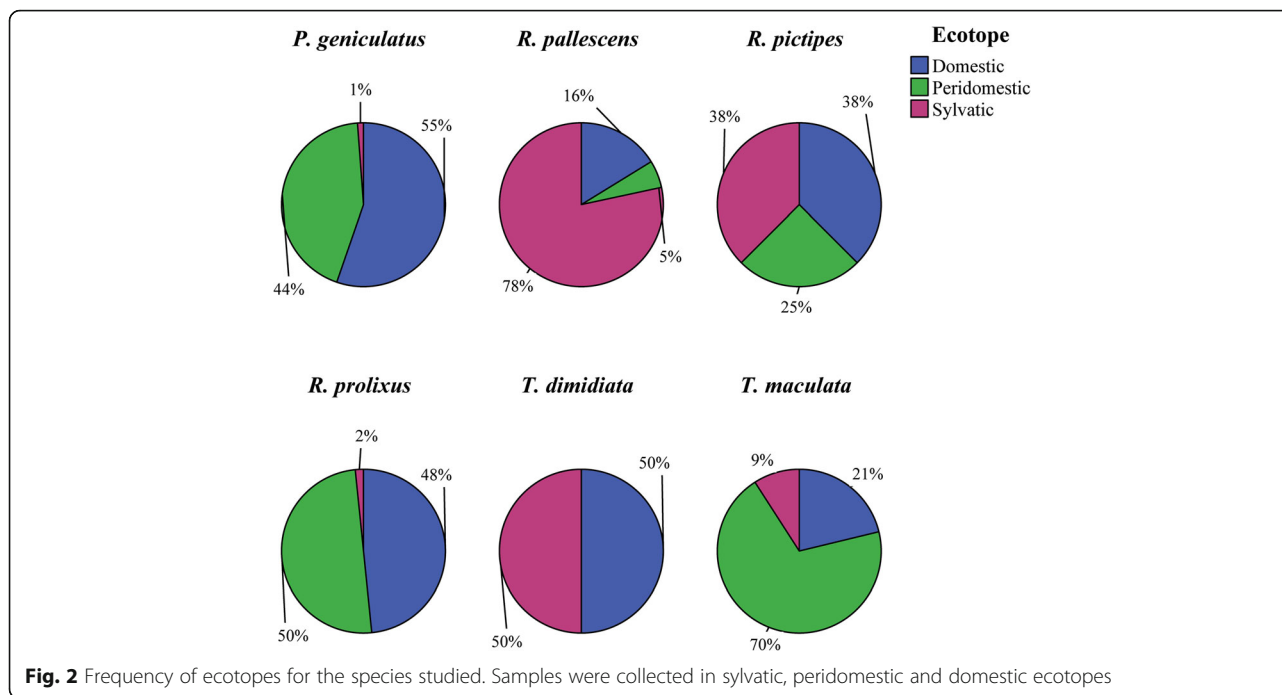 P. geniculatus
R. pallescens
R. pictipes
Ecotope
Domestic
Peridomestic
Sylvatic
1%
55%
44%
16%
5%
78%
38%
38%
25%
R. prolixus
T. dimidiata
T. maculata
2%
48%
50%
50%
50%
9%
21%
70%
Fig. 2 Frequency of ecotopes for the species studied. Samples were collected in sylvatic, peridomestic and domestic ecotopes